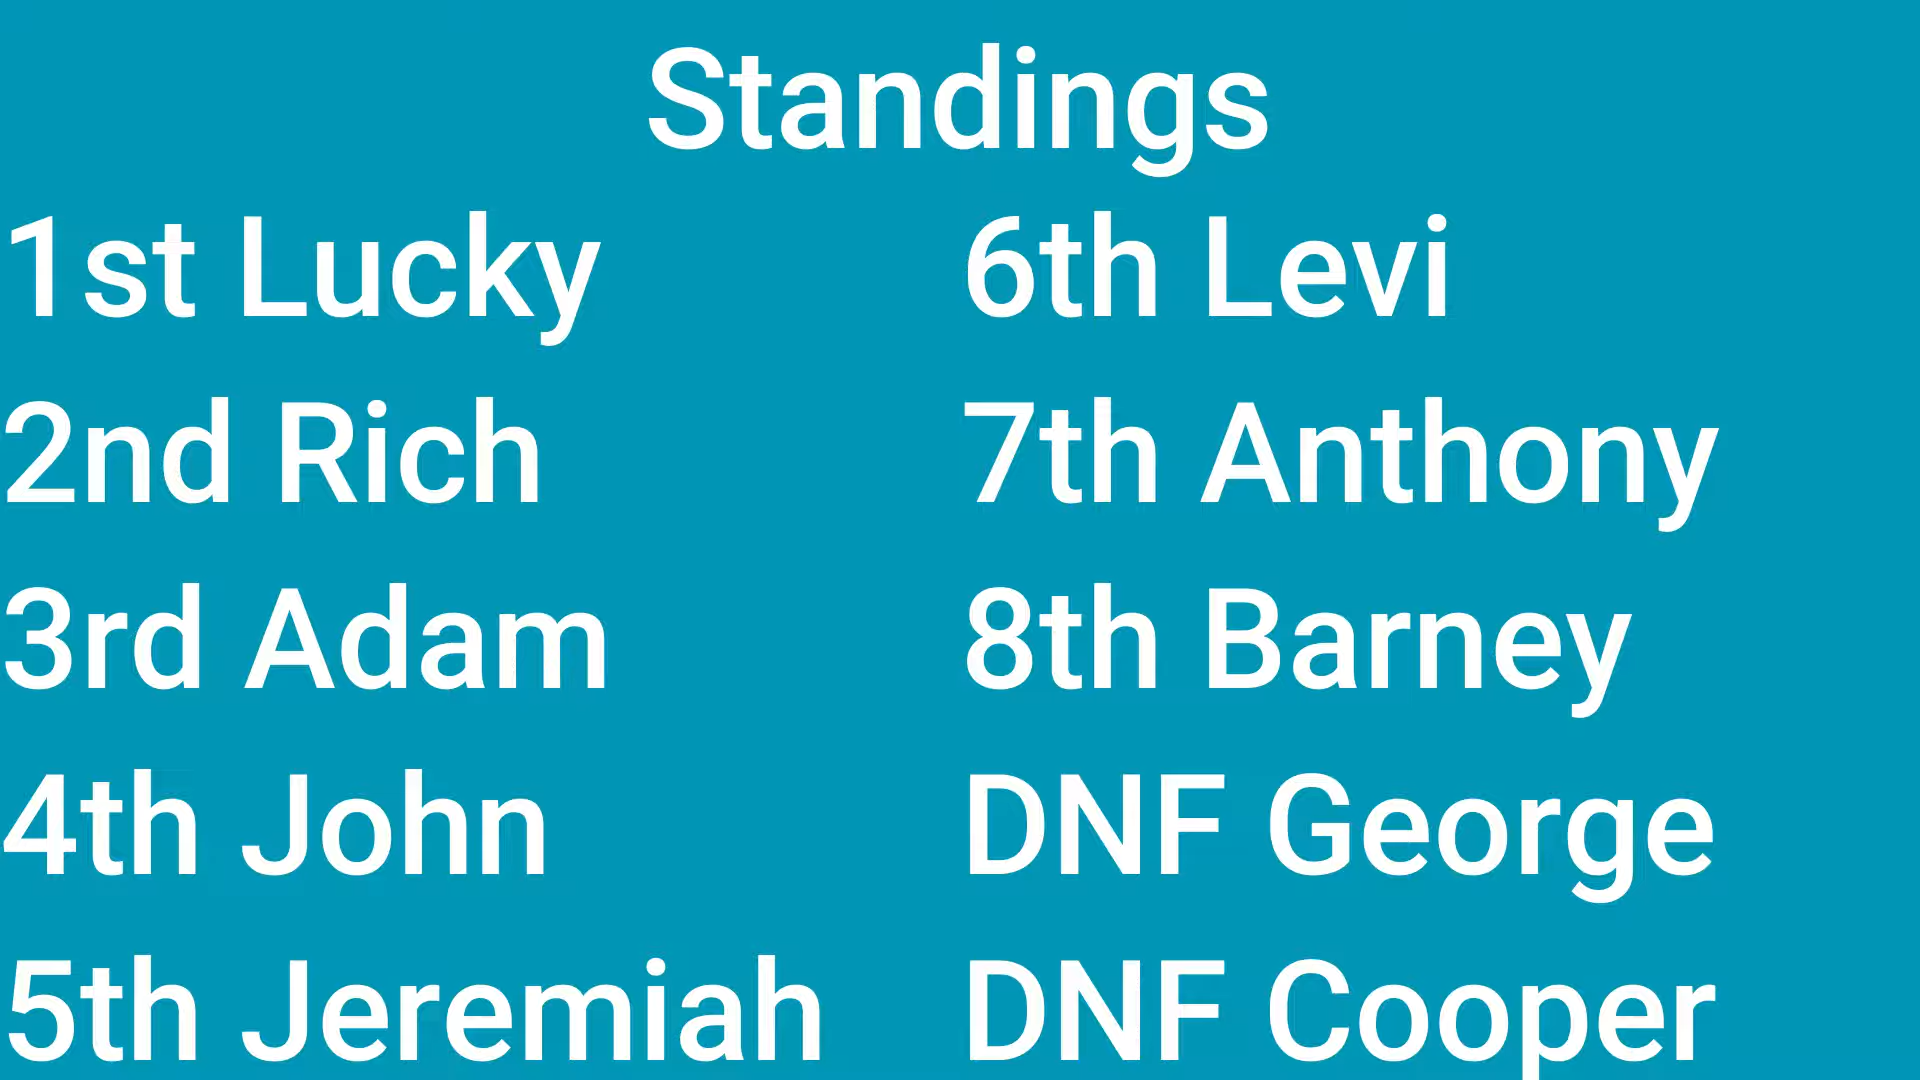 Standings
1st Lucky
2nd Rich
3rd Adam
4th John
5th Jeremiah
6th Levi
7th Anthony
8th Barney
DNF George
DNF Cooper